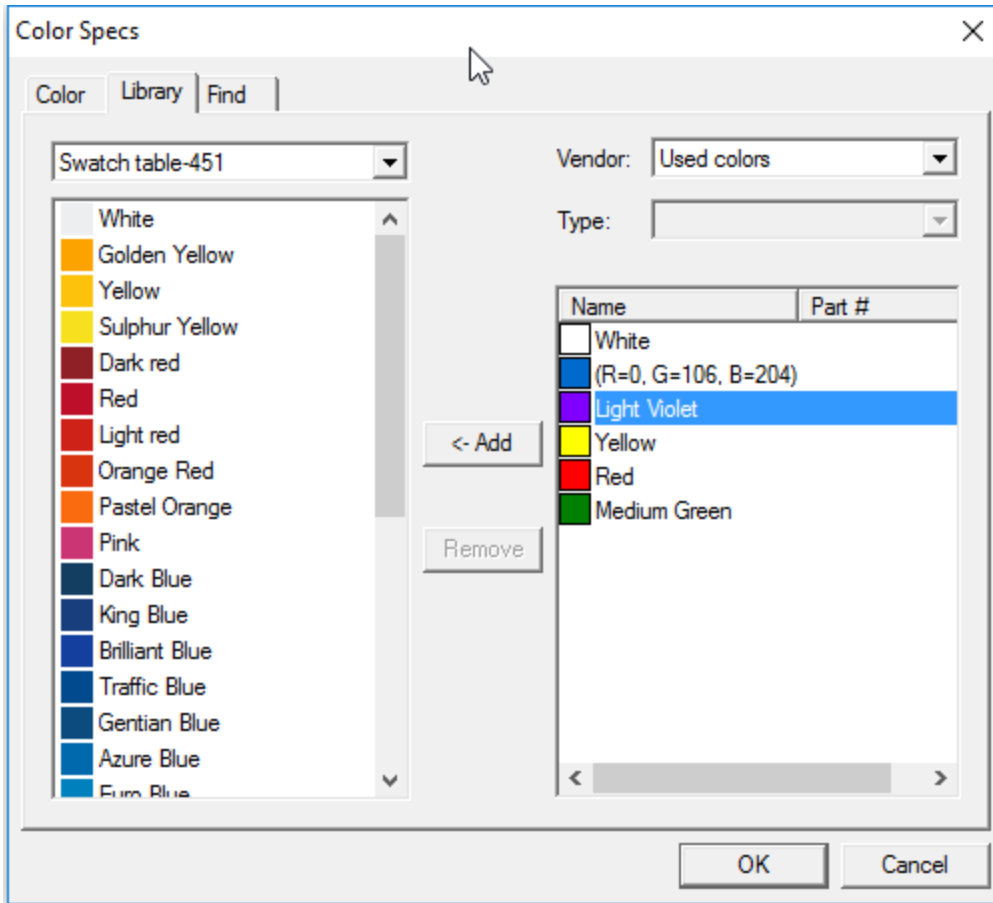 Color Specs
Color Library Find
Swatch table-451
White
Golden Yellow
Yellow
Sulphur Yellow
Dark red
Red
Light red
Orange Red
Pastel Orange
Pink
Dark Blue
King Blue
Brilliant Blue
Traffic Blue
Gentian Blue
Azure Blue
Euro Blue
<- Add
Remove
Vendor: Used colors
Type:
Name Part #
White
(R=0, G=106, B=204)
Light Violet
Yellow
Red
Medium Green
OK Cancel